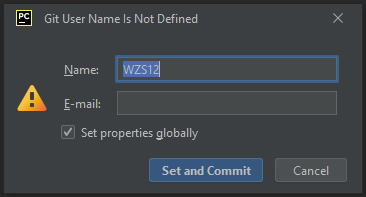 PC
Git User Name Is Not Defined
Name: WZS12
E-mail:
Set properties globally
Set and Commit Cancel